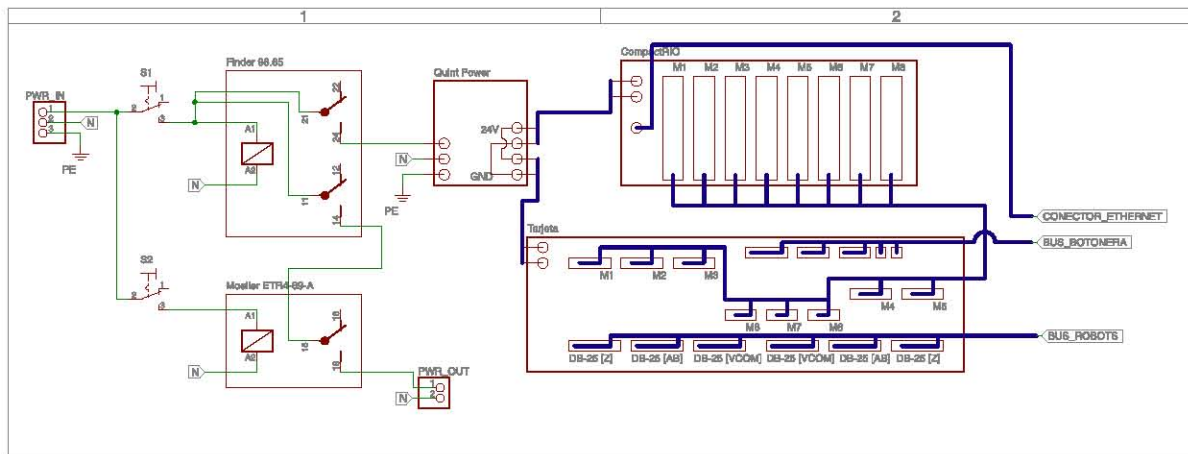 1
2
CompactRIO
S1
Finder 96.65
Quint Power
M1 M2 M3 M4 M5 M6 M7 M8
PWR_IN
1
2
3
N
PE
2
1
3
A1
A2
N
22
21
24
12
11
14
24V
GND
N
PE
CONECTOR_ETHERNET
Tarjeta
BUS_BOTONERA
S2
2
1
3
Moeller ETR4-69-A
M1 M2 M3
M4 M5
A1
A2
N
16
15
18
M8 M7 M6
BUS_ROBOTS
DB-25 [Z] DB-25 [AB] DB-25 [VCOM] DB-25 [VCOM] DB-25 [AB] DB-25 [Z]
PWR_OUT
1
2
N